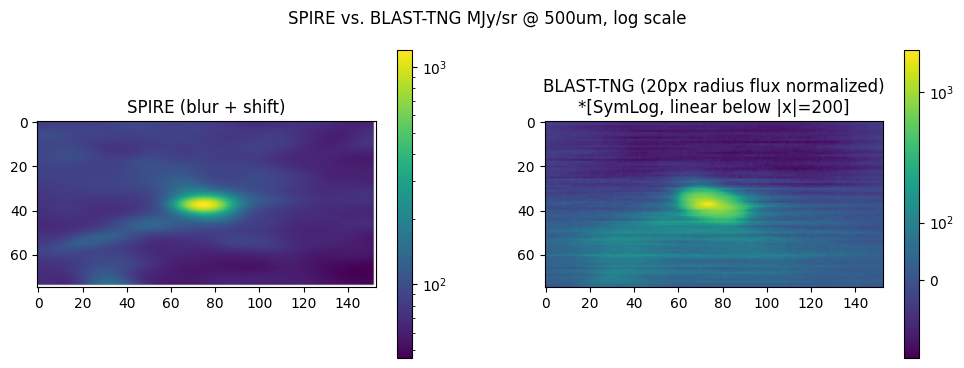 SPIRE vs. BLAST-TNG MJy/sr @ 500um, log scale
SPIRE (blur + shift)
0
20
40
60
0 20 40 60 80 100 120 140
10³
10²
BLAST-TNG (20px radius flux normalized)
*[SymLog, linear below |x|=200]
0
20
40
60
0 20 40 60 80 100 120 140
10³
10²
0